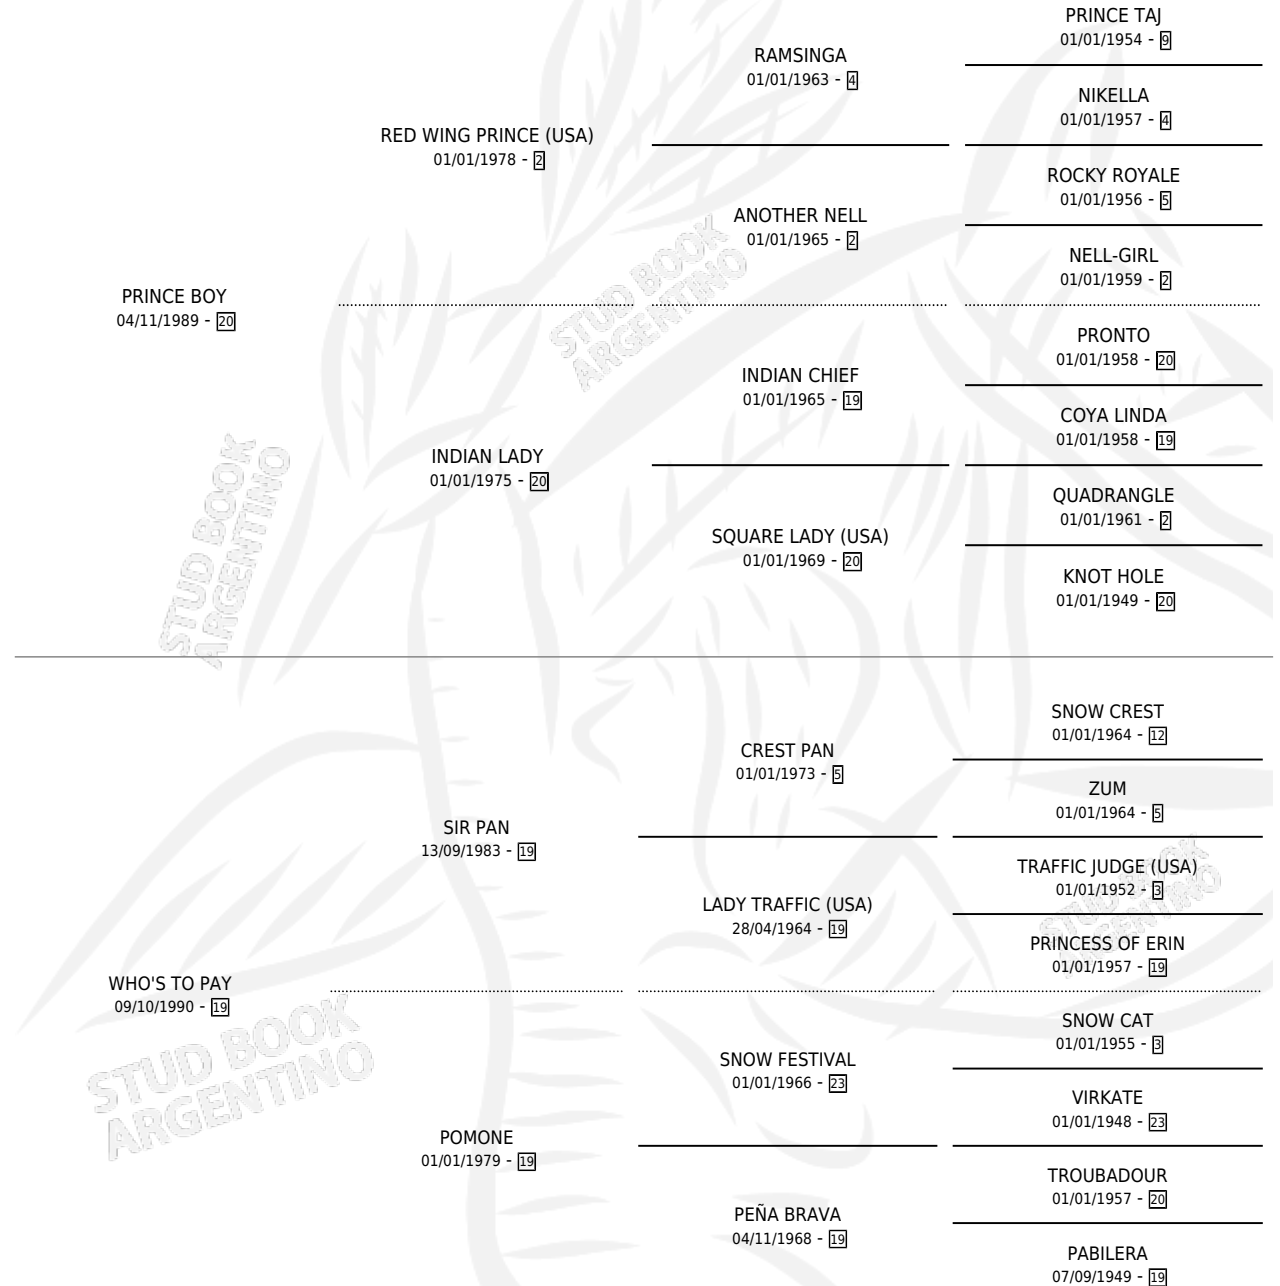 PRINCE TAJ
01/01/1954 - 9
RAMSINGA
01/01/1963 - 4
NIKELLA
01/01/1957 - 4
RED WING PRINCE (USA)
01/01/1978 - 2
ROCKY ROYALE
01/01/1956 - 5
ANOTHER NELL
01/01/1965 - 2
NELL-GIRL
01/01/1959 - 2
PRINCE BOY
04/11/1989 - 20
PRONTO
01/01/1958 - 20
INDIAN CHIEF
01/01/1965 - 19
COYA LINDA
01/01/1958 - 19
INDIAN LADY
01/01/1975 - 20
QUADRANGLE
01/01/1961 - 2
SQUARE LADY (USA)
01/01/1969 - 20
KNOT HOLE
01/01/1949 - 20
SNOW CREST
01/01/1964 - 12
CREST PAN
01/01/1973 - 5
ZUM
01/01/1964 - 5
SIR PAN
13/09/1983 - 19
TRAFFIC JUDGE (USA)
01/01/1952 - 3
LADY TRAFFIC (USA)
28/04/1964 - 19
PRINCESS OF ERIN
01/01/1957 - 19
WHO'S TO PAY
09/10/1990 - 19
SNOW CAT
01/01/1955 - 3
SNOW FESTIVAL
01/01/1966 - 23
VIRKATE
01/01/1948 - 23
POMONE
01/01/1979 - 19
TROUBADOUR
01/01/1957 - 20
PEÑA BRAVA
04/11/1968 - 19
PABILERA
07/09/1949 - 19
STUD BOOK
ARGENTINO
STUD BOOK
ARGENTINO
STUD BOOK
ARGENTINO
STUD BOOK
ARGENTINO